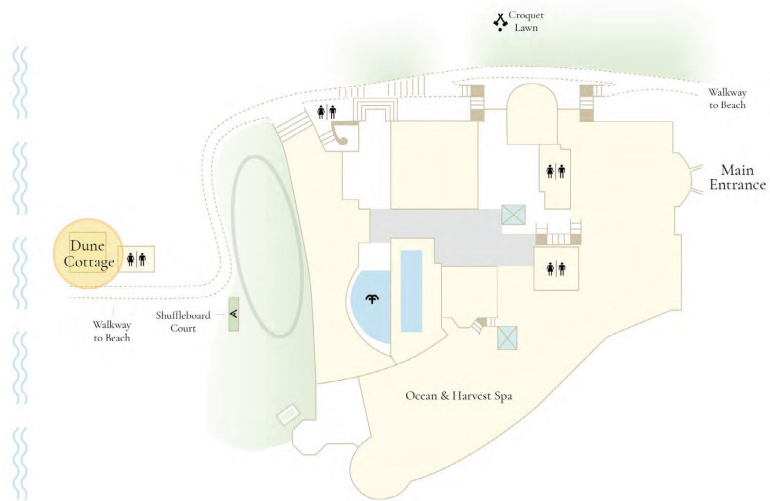 Croquet
Lawn
Walkway
to Beach
Main
Entrance
Dune
Cottage
Walkway
to Beach
Shuffleboard
Court
Ocean & Harvest Spa